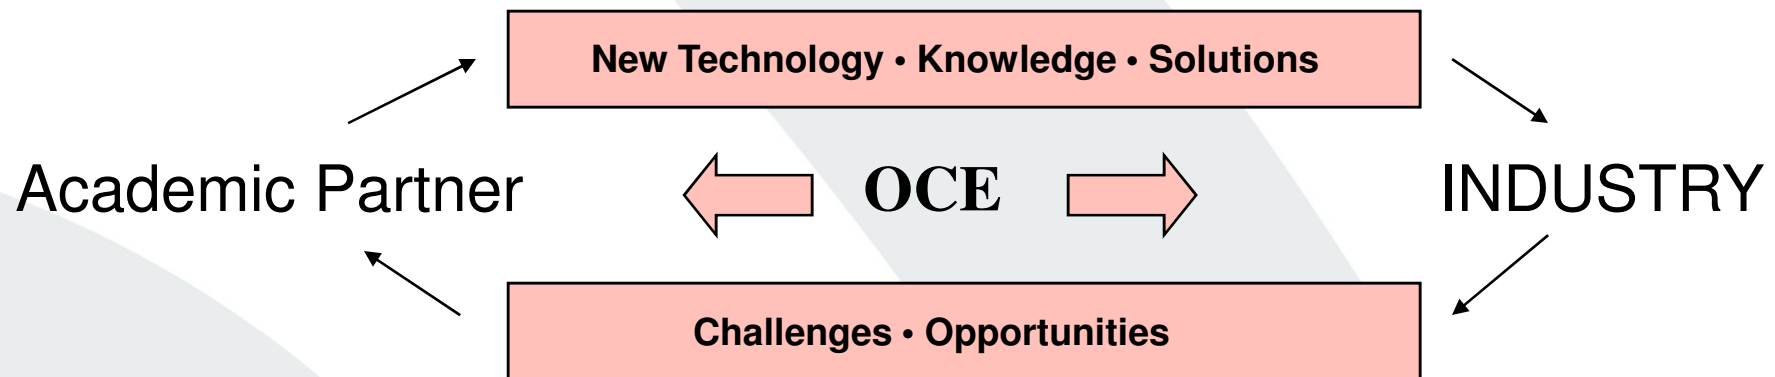 New Technology • Knowledge • Solutions
Academic Partner
OCE
INDUSTRY
Challenges • Opportunities